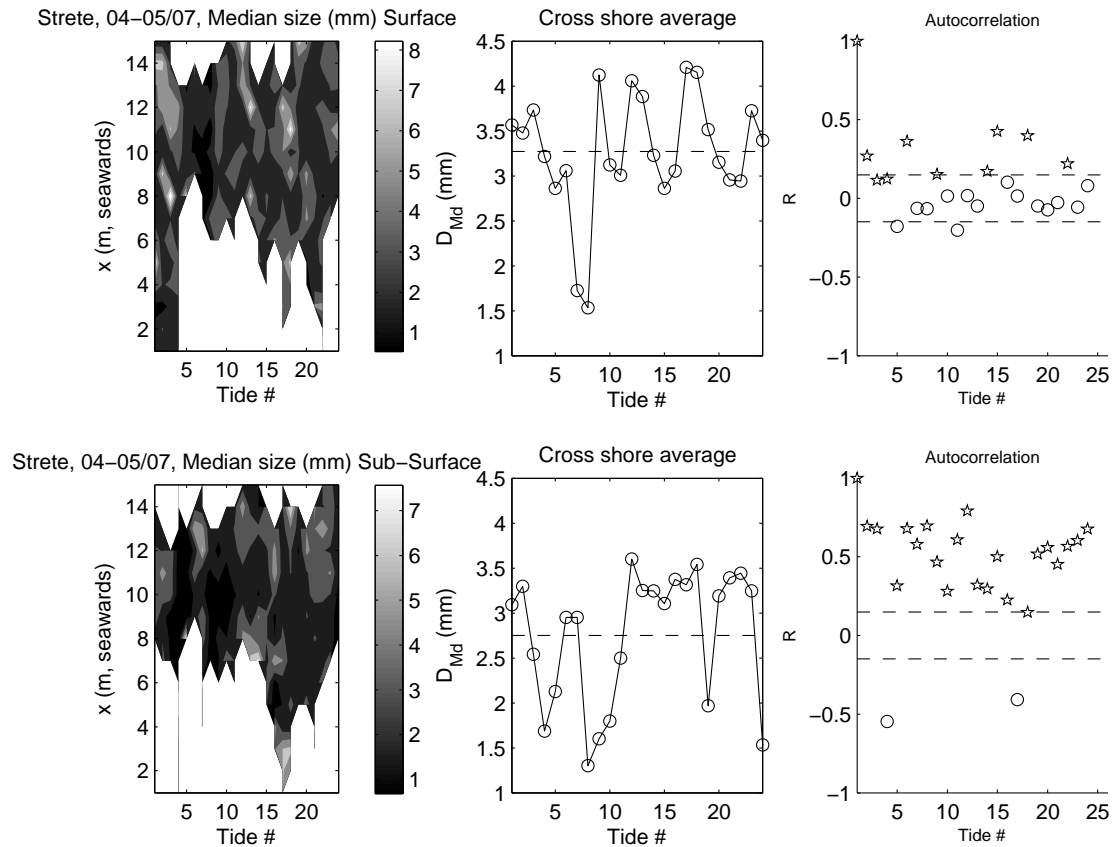 Strete, 04−05/07, Median size (mm) Surface
14
12
10
8
6
4
2
x (m, seawards)
5 10 15 20
Tide #
8
7
6
5
4
3
2
1
Cross shore average
4.5
4
3.5
3
2.5
2
1.5
1
D_Md (mm)
5 10 15 20
Tide #
Autocorrelation
1
0.5
0
−0.5
−1
R
5 10 15 20 25
Tide #
Strete, 04−05/07, Median size (mm) Sub−Surface
14
12
10
8
6
4
2
x (m, seawards)
5 10 15 20
Tide #
7
6
5
4
3
2
1
Cross shore average
4.5
4
3.5
3
2.5
2
1.5
1
D_Md (mm)
5 10 15 20
Tide #
Autocorrelation
1
0.5
0
−0.5
−1
R
5 10 15 20 25
Tide #